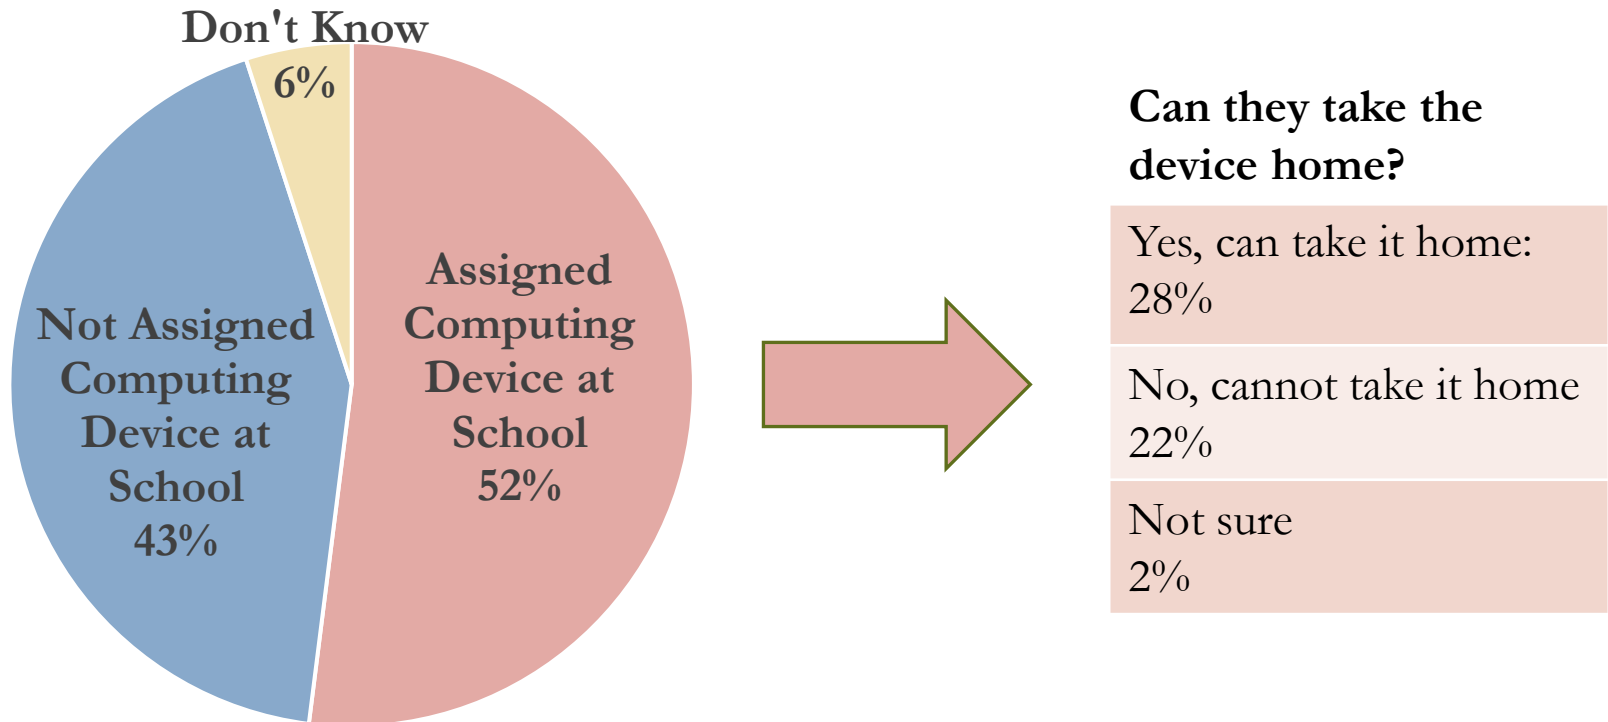 Don't Know
6%
Assigned
Computing
Device at
School
52%
Not Assigned
Computing
Device at
School
43%
Can they take the
device home?
Yes, can take it home:
28%
No, cannot take it home
22%
Not sure
2%